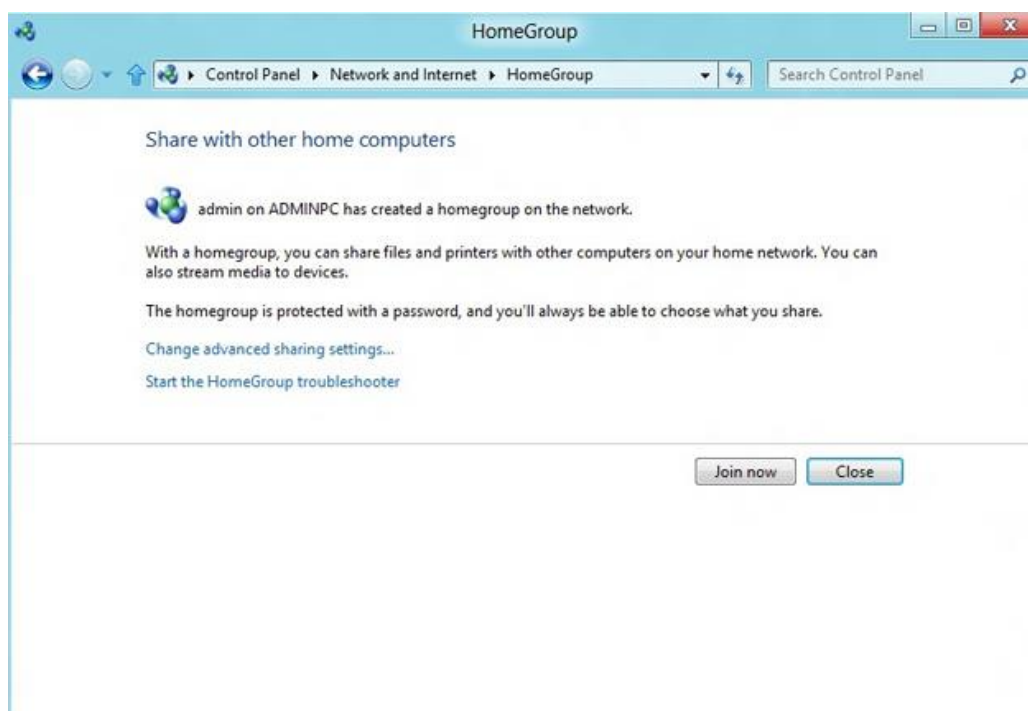 HomeGroup
Control Panel ▸ Network and Internet ▸ HomeGroup
Search Control Panel
Share with other home computers
admin on ADMINPC has created a homegroup on the network.
With a homegroup, you can share files and printers with other computers on your home network. You can
also stream media to devices.
The homegroup is protected with a password, and you'll always be able to choose what you share.
Change advanced sharing settings...
Start the HomeGroup troubleshooter
Join now
Close